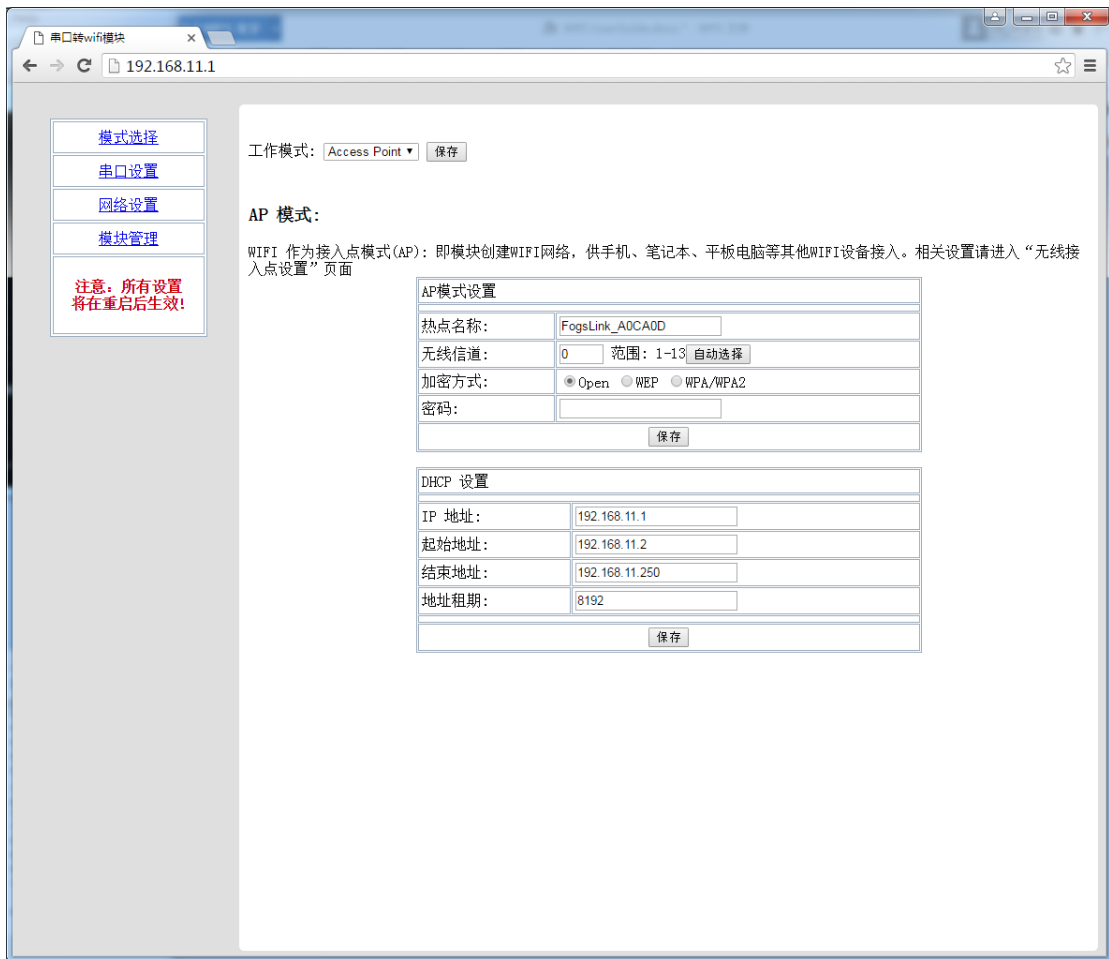 串口转wifi模块
192.168.11.1
模式选择
串口设置
网络设置
模块管理
注意：所有设置
将在重启后生效!
工作模式: Access Point 保存
AP 模式:
WIFI 作为接入点模式(AP): 即模块创建WIFI网络, 供手机、笔记本、平板电脑等其他WIFI设备接入。相关设置请进入“无线接
入点设置”页面
AP模式设置
热点名称: FogsLink_A0CA0D
无线信道: 0 范围: 1-13 自动选择
加密方式: Open WEP WPA/WPA2
密码:
保存
DHCP 设置
IP 地址: 192.168.11.1
起始地址: 192.168.11.2
结束地址: 192.168.11.250
地址租期: 8192
保存